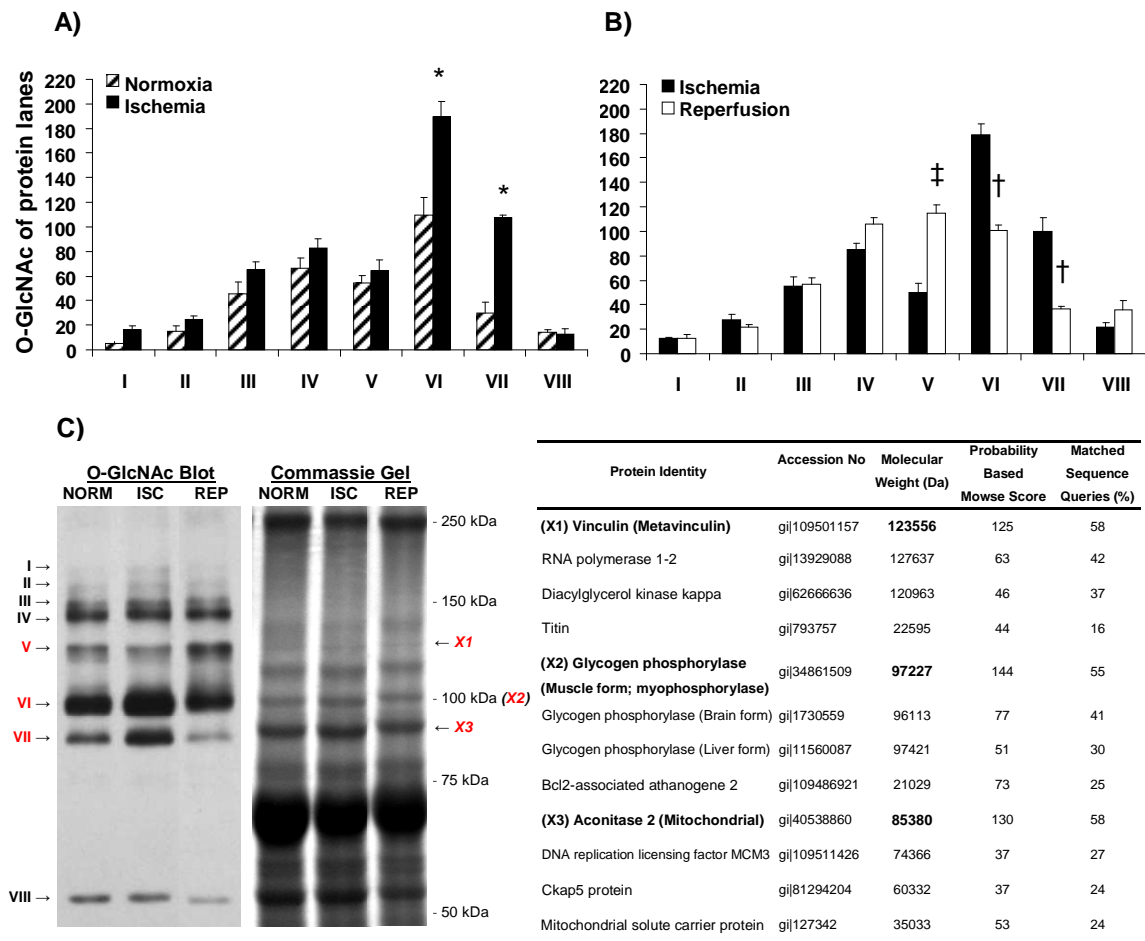 A)
220
200
180
160
140
120
100
80
60
40
20
0
O-GlcNAc of protein lanes
Normoxia
Ischemia
*
*
I II III IV V VI VII VIII
B)
220
200
180
160
140
120
100
80
60
40
20
0
Ischemia
Reperfusion
‡
†
†
I II III IV V VI VII VIII
C)
O-GlcNAc Blot
NORM ISC REP
I →
II →
III →
IV →
V →
VI →
VII →
VIII →
Commassie Gel
NORM ISC REP
- 250 kDa
- 150 kDa
← X1
- 100 kDa (X2)
← X3
- 75 kDa
- 50 kDa
Protein Identity Accession No Molecular Weight (Da) Probability Based Mowse Score Matched Sequence Queries (%)
(X1) Vinculin (Metavinculin) gi|109501157 123556 125 58
RNA polymerase 1-2 gi|13929088 127637 63 42
Diacylglycerol kinase kappa gi|62666636 120963 46 37
Titin gi|793757 22595 44 16
(X2) Glycogen phosphorylase
(Muscle form; myophosphorylase) gi|34861509 97227 144 55
Glycogen phosphorylase (Brain form) gi|1730559 96113 77 41
Glycogen phosphorylase (Liver form) gi|11560087 97421 51 30
Bcl2-associated athanogene 2 gi|109486921 21029 73 25
(X3) Aconitase 2 (Mitochondrial) gi|40538860 85380 130 58
DNA replication licensing factor MCM3 gi|109511426 74366 37 27
Ckap5 protein gi|81294204 60332 37 24
Mitochondrial solute carrier protein gi|127342 35033 53 24